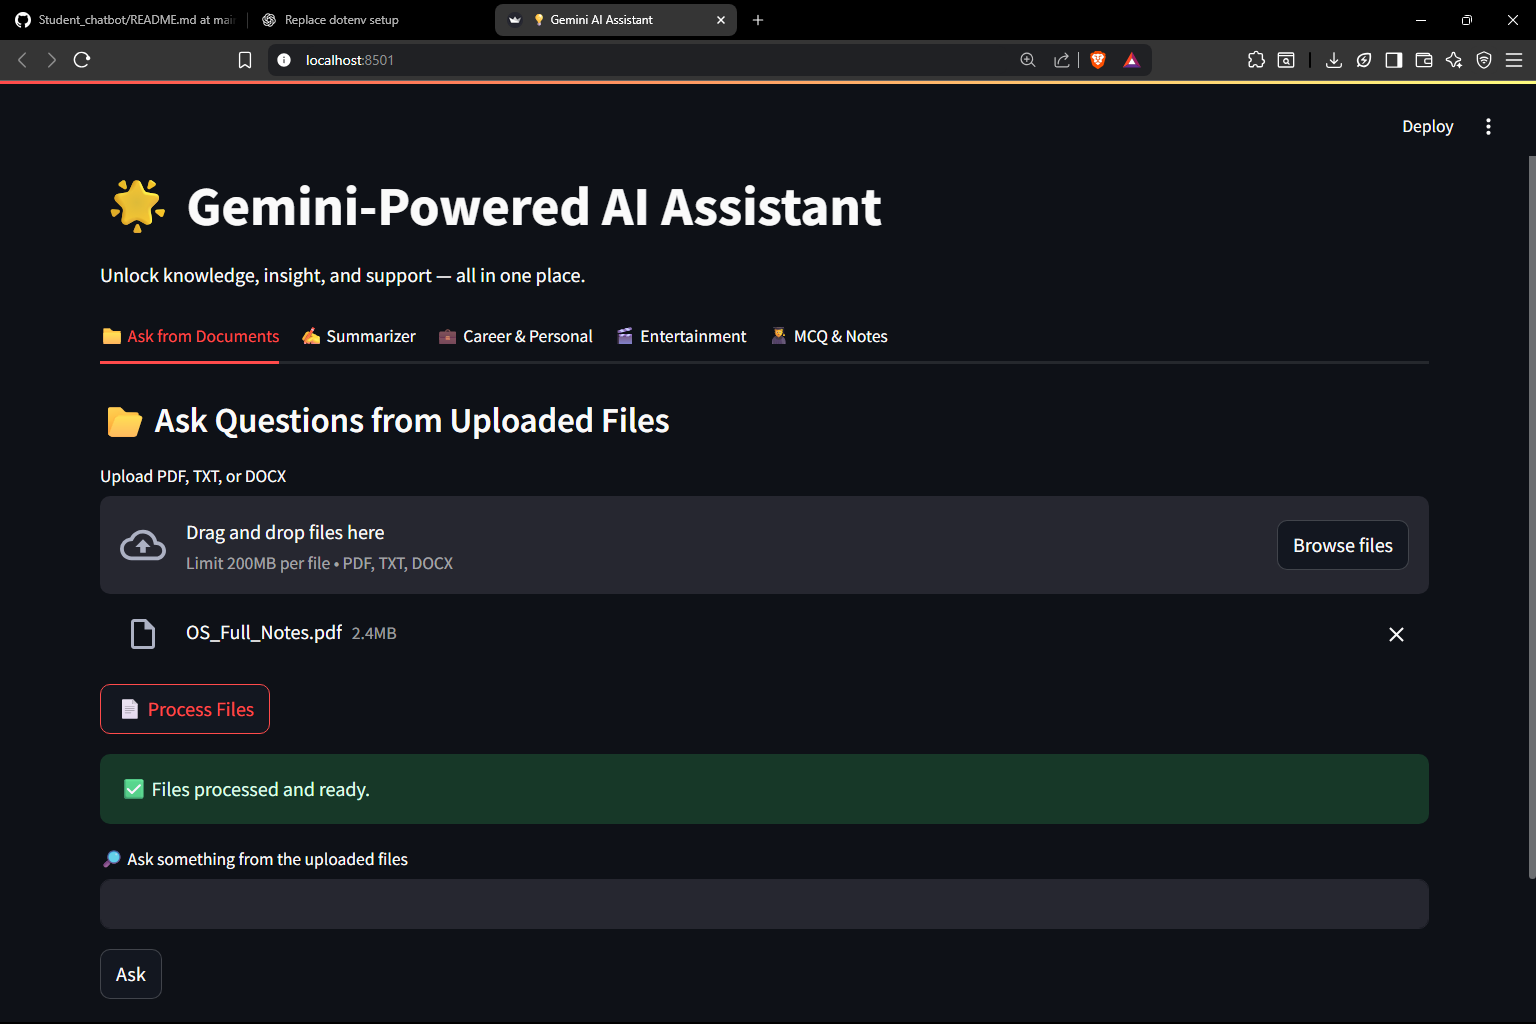 Student_chatbot/README.md at mai
Replace dotenv setup
Gemini AI Assistant
localhost:8501
Deploy
Gemini-Powered AI Assistant
Unlock knowledge, insight, and support — all in one place.
Ask from Documents
Summarizer
Career & Personal
Entertainment
MCQ & Notes
Ask Questions from Uploaded Files
Upload PDF, TXT, or DOCX
Drag and drop files here
Limit 200MB per file • PDF, TXT, DOCX
Browse files
OS_Full_Notes.pdf 2.4MB
Process Files
Files processed and ready.
Ask something from the uploaded files
Ask